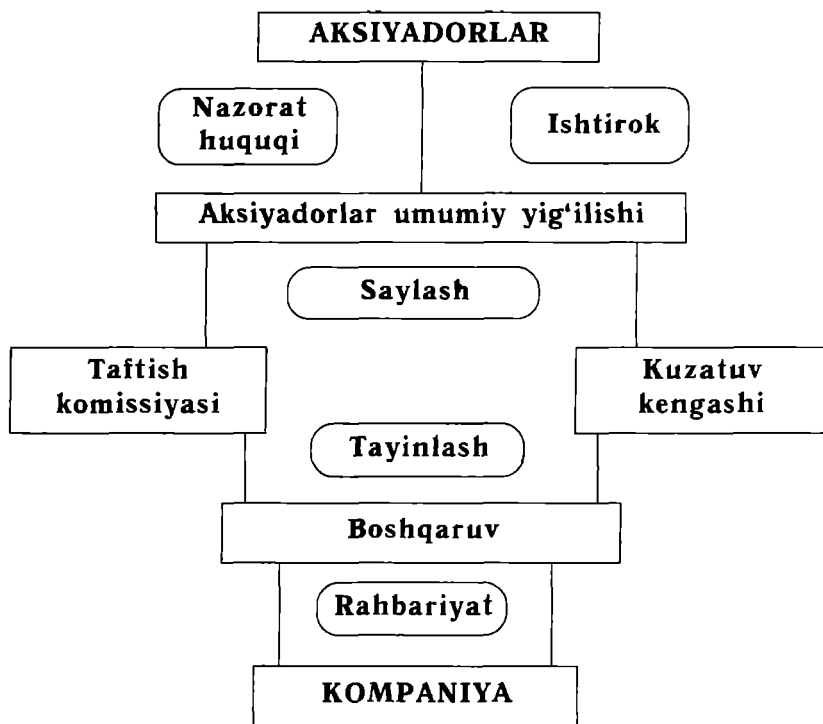 AKSIYADORLAR
Nazorat
huquqi
Ishtirok
Aksiyadorlar umumiy yig‘ilishi
Saylash
Taftish
komissiyasi
Kuzatuv
kengashi
Tayinlash
Boshqaruv
Rahbariyat
KOMPANIYA